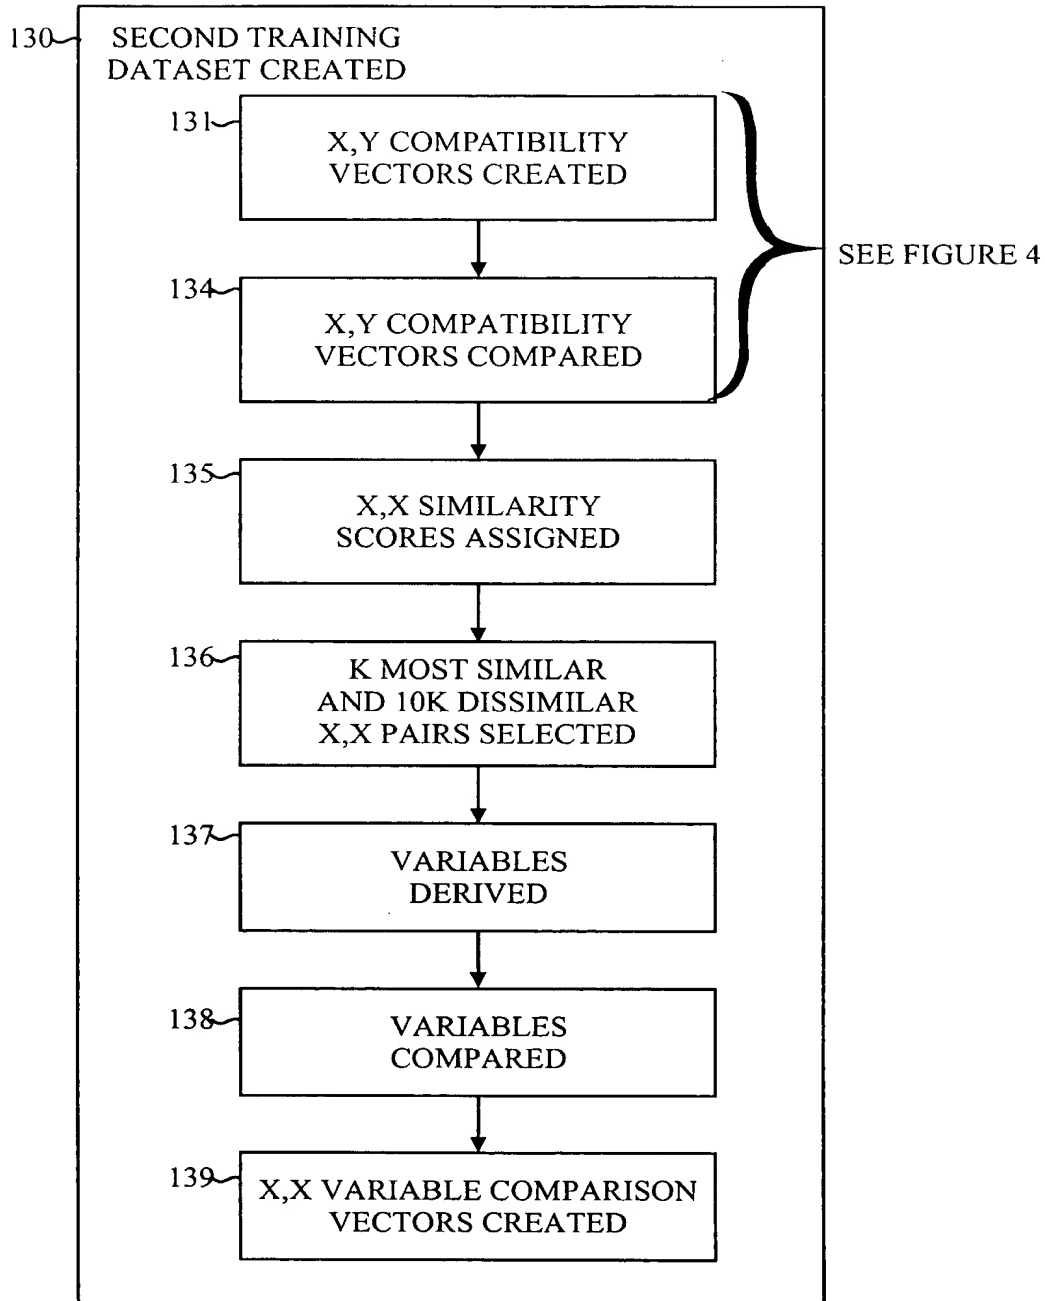 130
SECOND TRAINING
DATASET CREATED
131
X,Y COMPATIBILITY
VECTORS CREATED
SEE FIGURE 4
134
X,Y COMPATIBILITY
VECTORS COMPARED
135
X,X SIMILARITY
SCORES ASSIGNED
136
K MOST SIMILAR
AND 10K DISSIMILAR
X,X PAIRS SELECTED
137
VARIABLES
DERIVED
138
VARIABLES
COMPARED
139
X,X VARIABLE COMPARISON
VECTORS CREATED